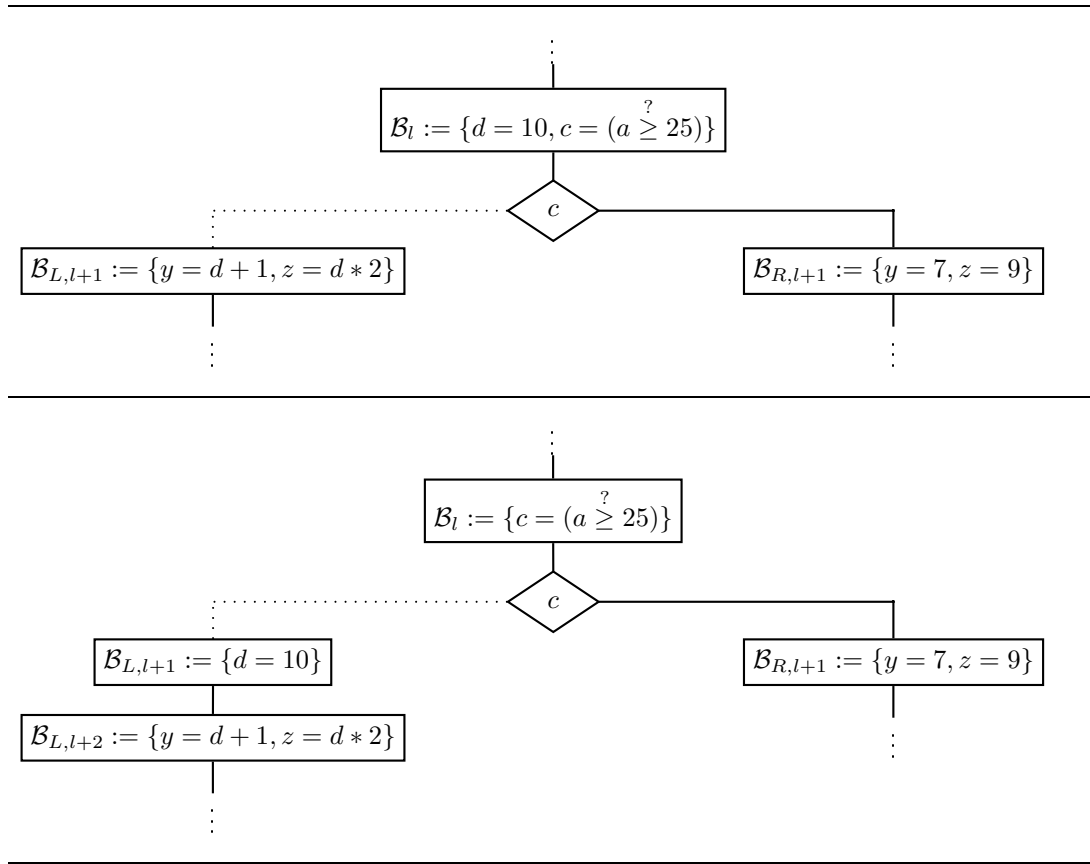 𝓑_l := {d = 10, c = (a ≥^? 25)}
c
𝓑_{L,l+1} := {y = d + 1, z = d ∗ 2}
𝓑_{R,l+1} := {y = 7, z = 9}
𝓑_l := {c = (a ≥^? 25)}
c
𝓑_{L,l+1} := {d = 10}
𝓑_{R,l+1} := {y = 7, z = 9}
𝓑_{L,l+2} := {y = d + 1, z = d ∗ 2}